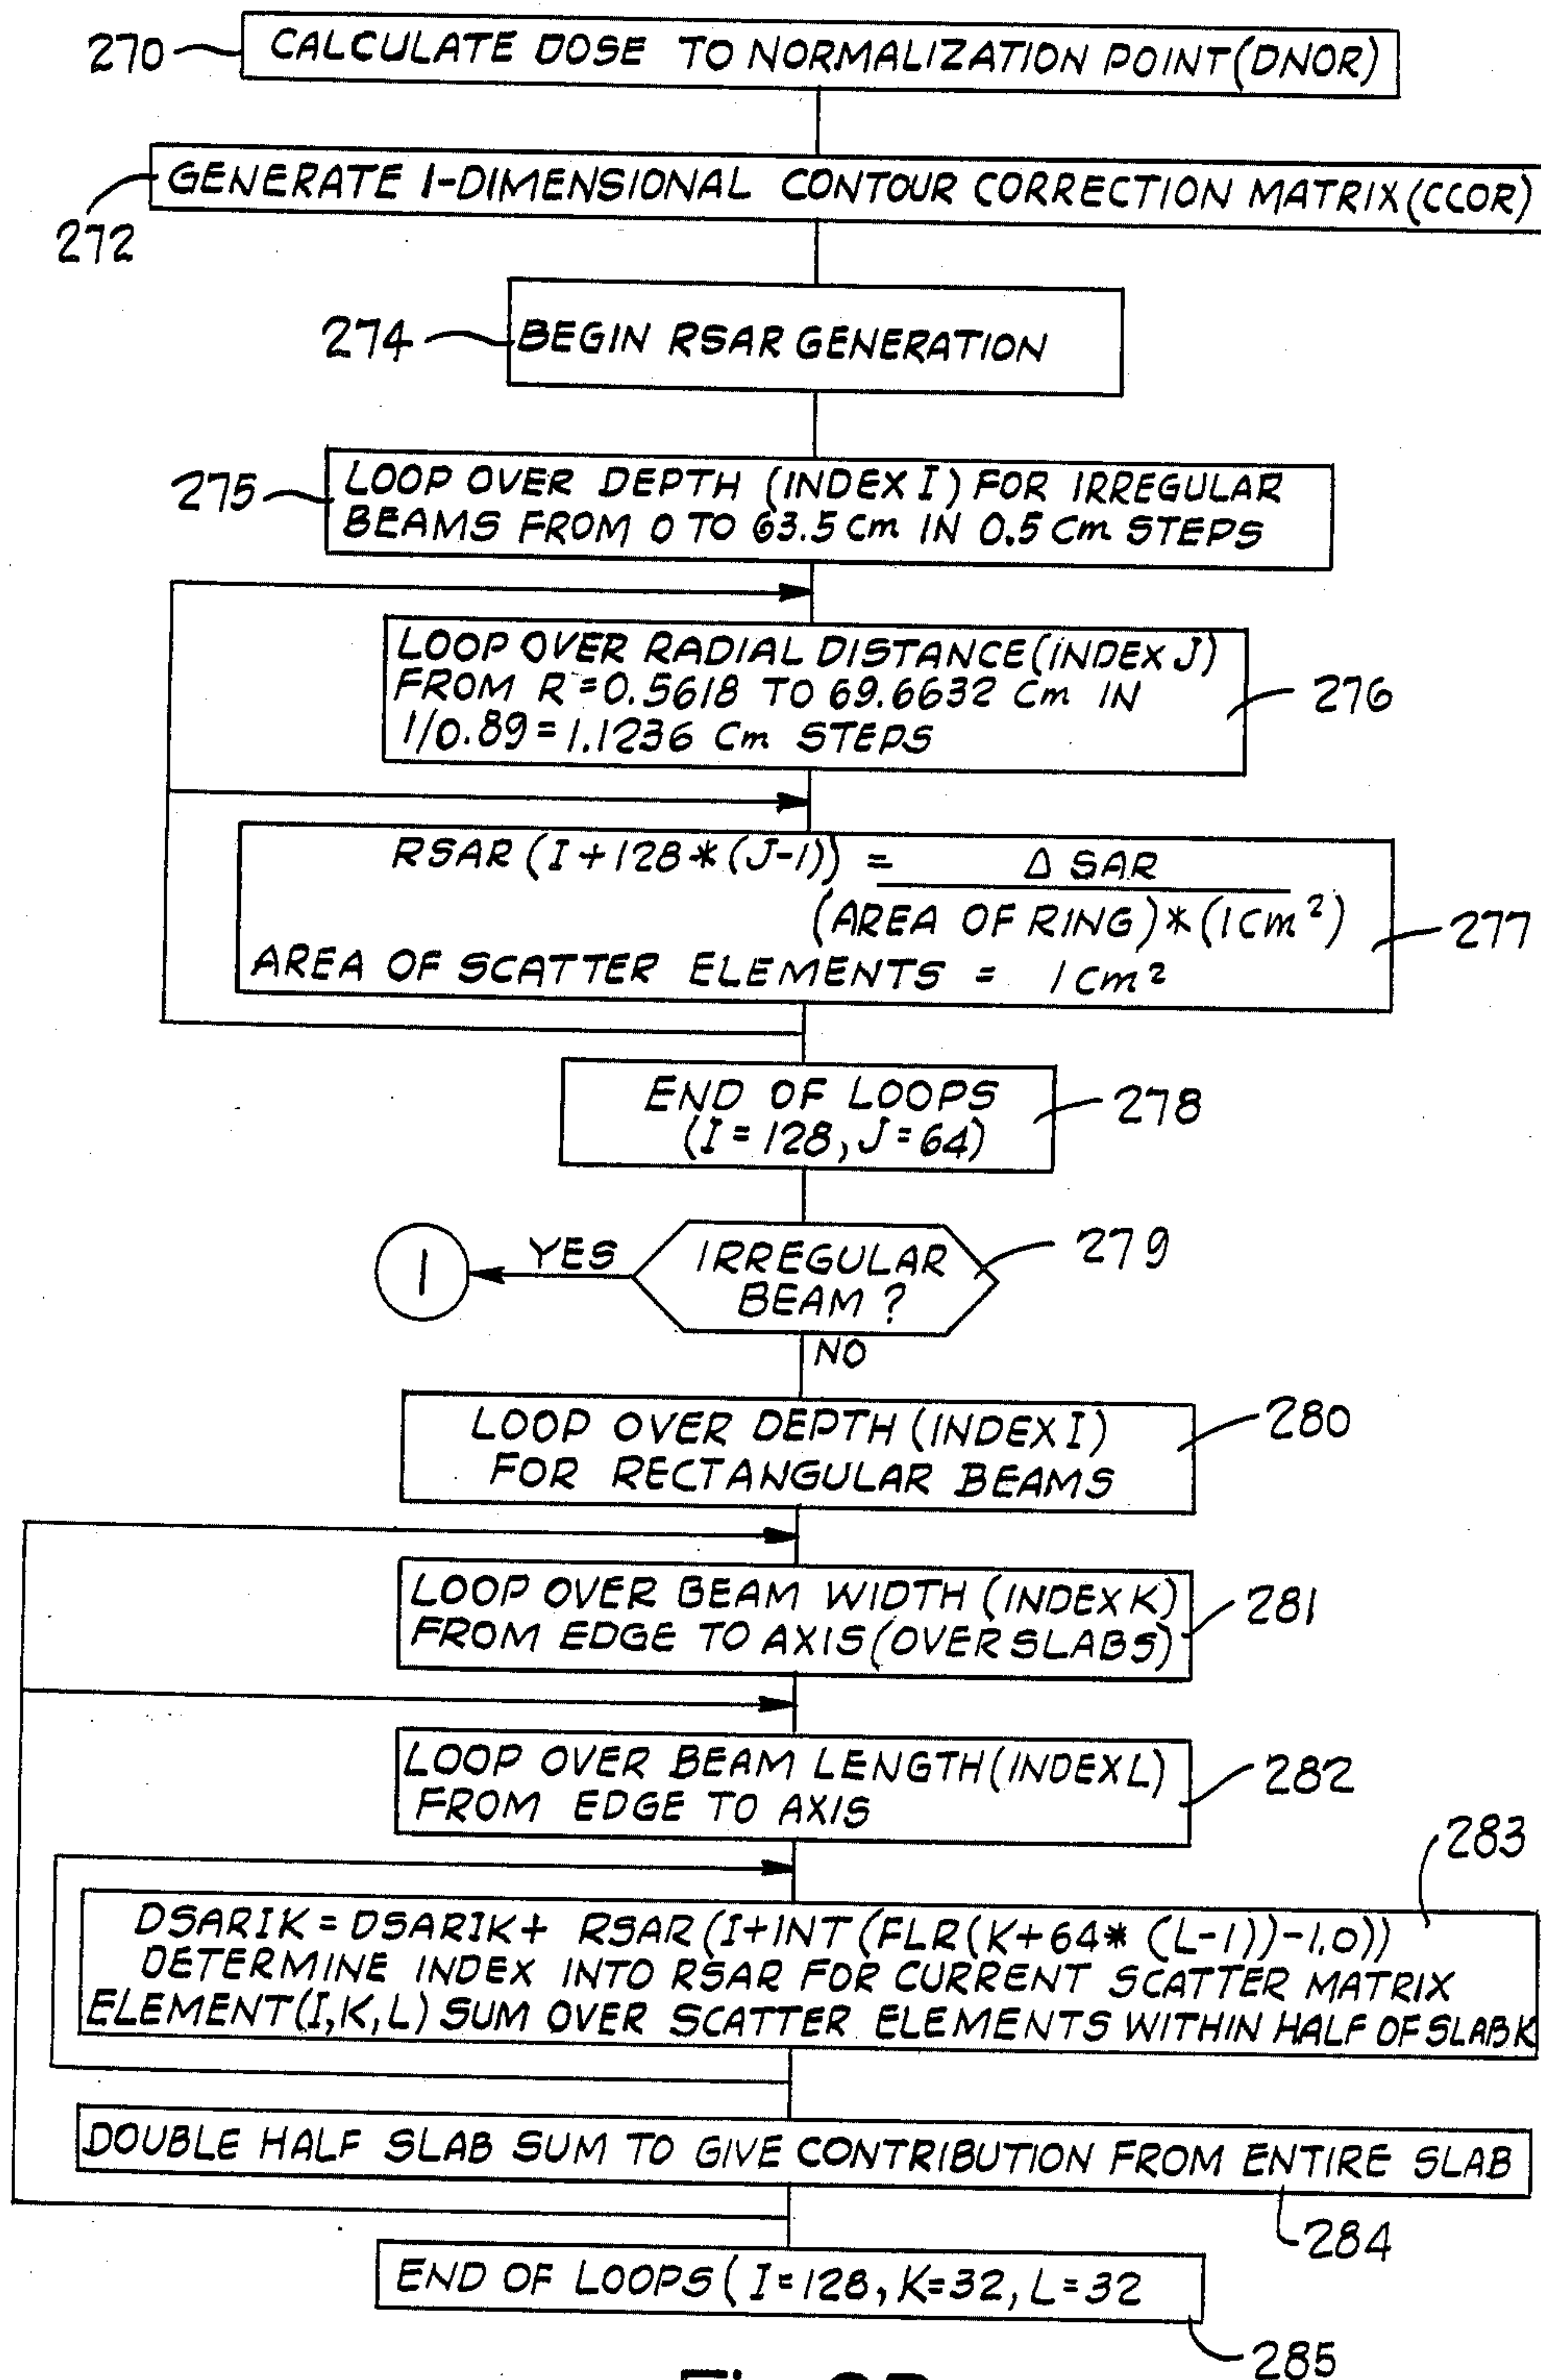 270
CALCULATE DOSE TO NORMALIZATION POINT (DNOR)
GENERATE 1-DIMENSIONAL CONTOUR CORRECTION MATRIX (CCOR)
272
274
BEGIN RSAR GENERATION
275
LOOP OVER DEPTH (INDEX I) FOR IRREGULAR
BEAMS FROM 0 TO 63.5 Cm IN 0.5 Cm STEPS
LOOP OVER RADIAL DISTANCE (INDEX J)
FROM R = 0.5618 TO 69.6632 Cm IN
1/0.89 = 1.1236 Cm STEPS
276
RSAR (I+128*(J-1)) = Δ SAR
(AREA OF RING)*(1 Cm²)
AREA OF SCATTER ELEMENTS = 1 Cm²
277
END OF LOOPS
(I = 128, J = 64)
278
1
YES
IRREGULAR
BEAM ?
279
NO
LOOP OVER DEPTH (INDEX I)
FOR RECTANGULAR BEAMS
280
LOOP OVER BEAM WIDTH (INDEX K)
FROM EDGE TO AXIS (OVER SLABS)
281
LOOP OVER BEAM LENGTH (INDEX L)
FROM EDGE TO AXIS
282
283
DSARIK = DSARIK + RSAR (I+INT (FLR (K+64* (L-1))-1.0))
DETERMINE INDEX INTO RSAR FOR CURRENT SCATTER MATRIX
ELEMENT (I,K,L) SUM OVER SCATTER ELEMENTS WITHIN HALF OF SLAB K
DOUBLE HALF SLAB SUM TO GIVE CONTRIBUTION FROM ENTIRE SLAB
284
END OF LOOPS ( I = 128, K=32, L = 32
285